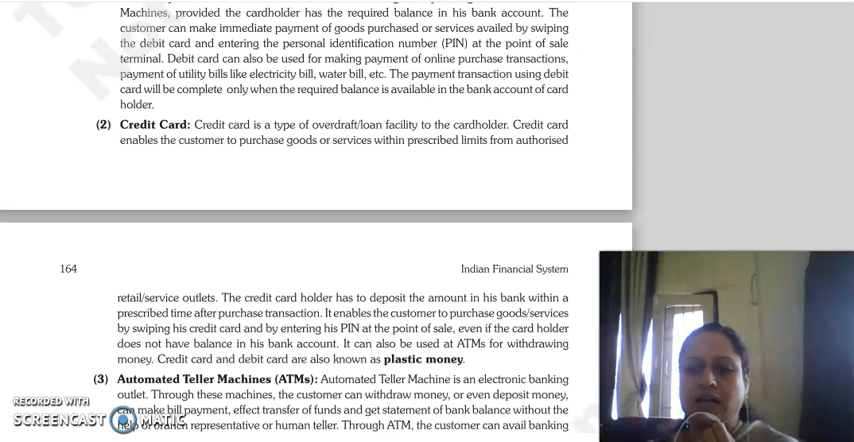 Machines, provided the cardholder has the required balance in his bank account. The
customer can make immediate payment of goods purchased or services availed by swiping
the debit card and entering the personal identification number (PIN) at the point of sale
terminal. Debit card can also be used for making payment of online purchase transactions,
payment of utility bills like electricity bill, water bill, etc. The payment transaction using debit
card will be complete only when the required balance is available in the bank account of card
holder.
(2) Credit Card: Credit card is a type of overdraft/loan facility to the cardholder. Credit card
enables the customer to purchase goods or services within prescribed limits from authorised
164 Indian Financial System
retail/service outlets. The credit card holder has to deposit the amount in his bank within a
prescribed time after purchase transaction. It enables the customer to purchase goods/services
by swiping his credit card and by entering his PIN at the point of sale, even if the card holder
does not have balance in his bank account. It can also be used at ATMs for withdrawing
money. Credit card and debit card are also known as plastic money.
(3) Automated Teller Machines (ATMs): Automated Teller Machine is an electronic banking
outlet. Through these machines, the customer can withdraw money, or even deposit money,
can make bill payment, effect transfer of funds and get statement of bank balance without the
help of branch representative or human teller. Through ATM, the customer can avail banking
RECORDED WITH
SCREENCAST MATIC